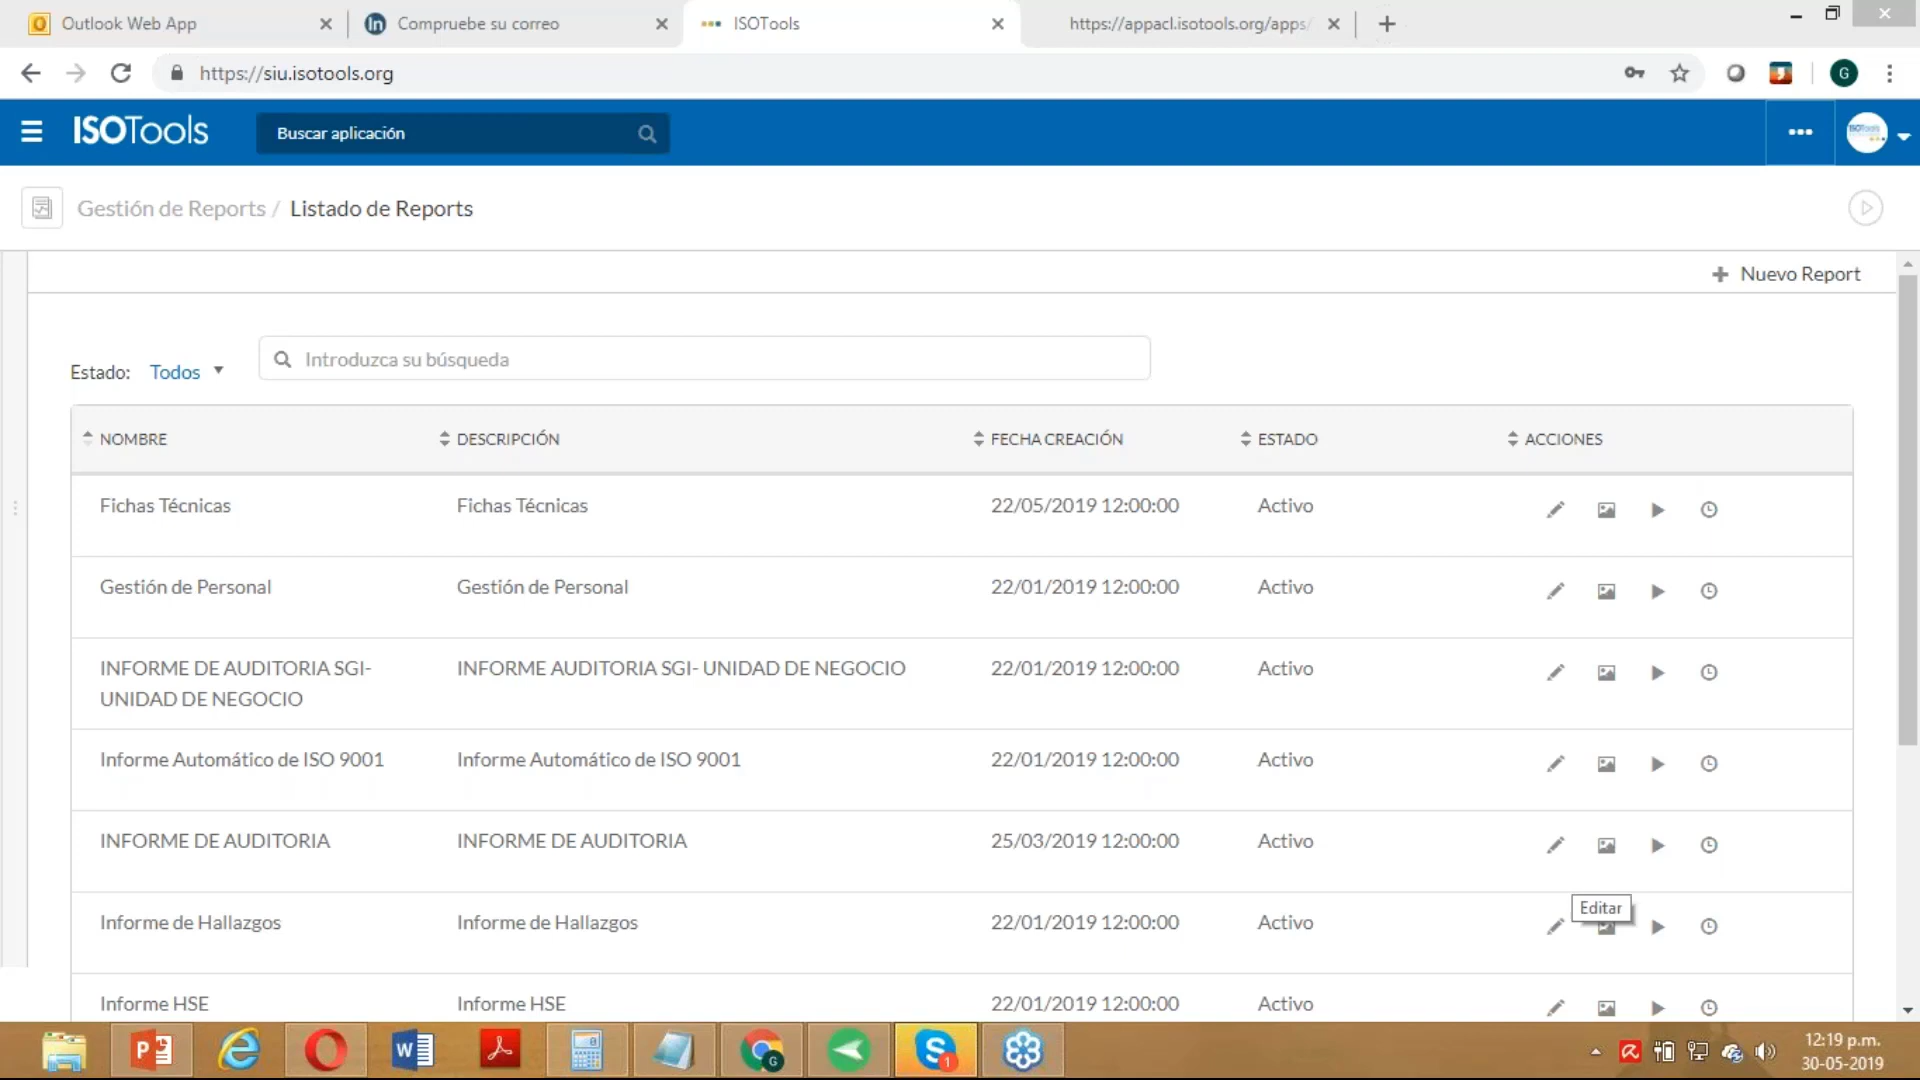 Outlook Web App
Compruebe su correo
ISOTools
https://appacl.isotools.org/apps/
https://siu.isotools.org
G
ISOTools
Buscar aplicación
Gestión de Reports / Listado de Reports
Nuevo Report
Estado: Todos
Introduzca su búsqueda
NOMBRE DESCRIPCIÓN FECHA CREACIÓN ESTADO ACCIONES
Fichas Técnicas Fichas Técnicas 22/05/2019 12:00:00 Activo
Gestión de Personal Gestión de Personal 22/01/2019 12:00:00 Activo
INFORME DE AUDITORIA SGI- INFORME AUDITORIA SGI- UNIDAD DE NEGOCIO 22/01/2019 12:00:00 Activo
UNIDAD DE NEGOCIO
Informe Automático de ISO 9001 Informe Automático de ISO 9001 22/01/2019 12:00:00 Activo
INFORME DE AUDITORIA INFORME DE AUDITORIA 25/03/2019 12:00:00 Activo
Editar
Informe de Hallazgos Informe de Hallazgos 22/01/2019 12:00:00 Activo
Informe HSE Informe HSE 22/01/2019 12:00:00 Activo
12:19 p.m.
30-05-2019